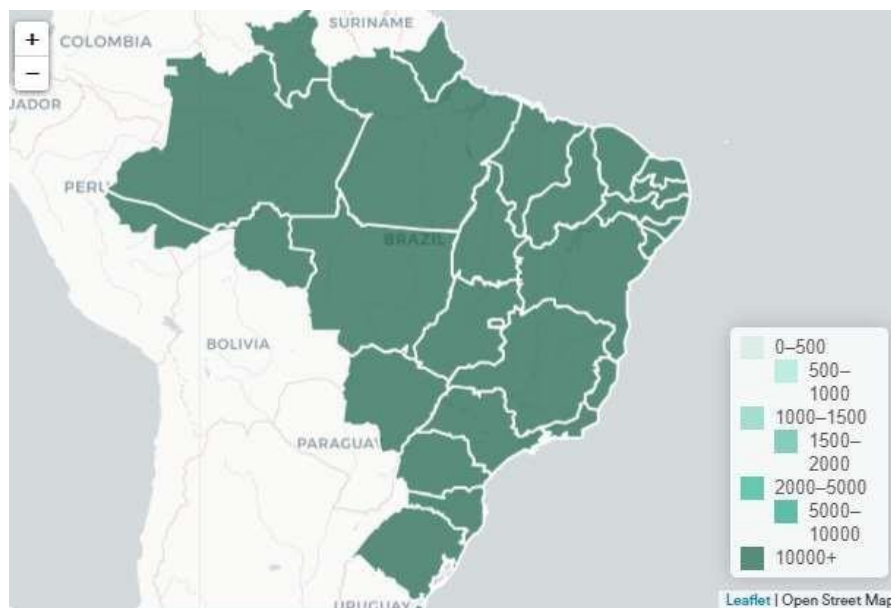 +
−
SURINAME
COLOMBIA
UADOR
PERU
BRAZIL
BOLIVIA
PARAGUAY
URUGUAY
0–500
500–
1000
1000–1500
1500–
2000
2000–5000
5000–
10000
10000+
Leaflet | Open Street Map